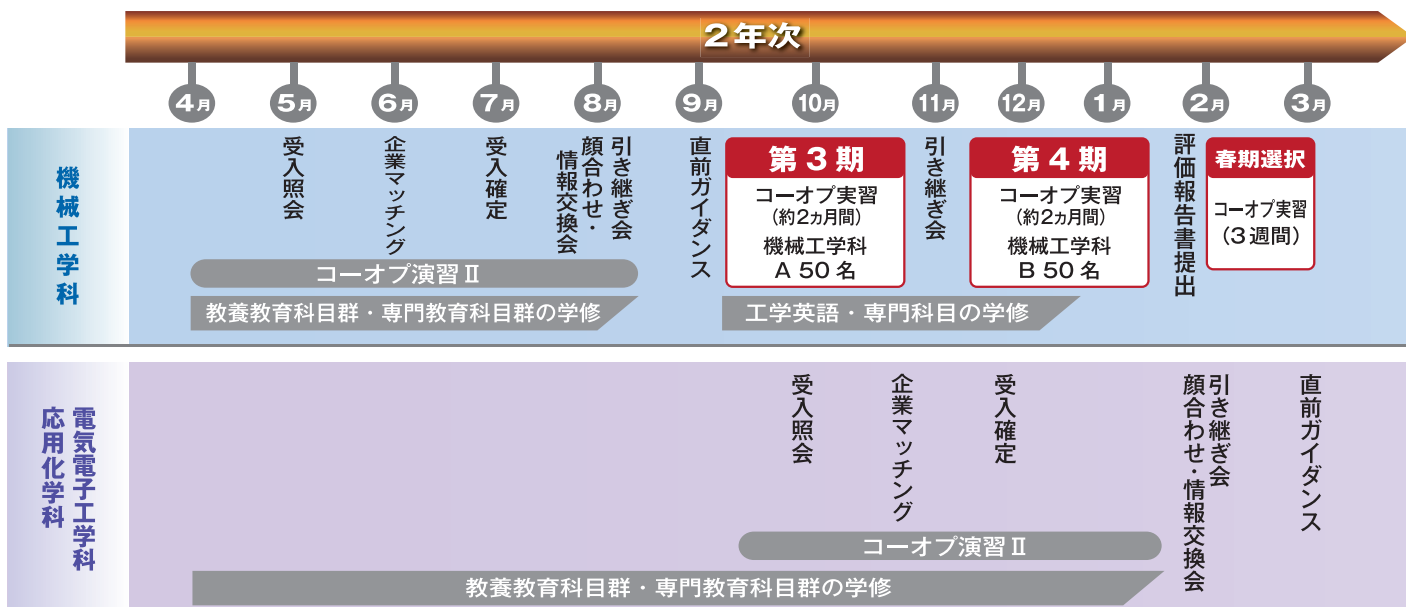 2年次
4月
5月
6月
7月
8月
9月
10月
11月
12月
1月
2月
3月
機械工学科
受入照会
企業マッチング
受入確定
引き継ぎ会
顔合わせ・
情報交換会
直前ガイダンス
第3期
コーオプ実習
(約2ヵ月間)
機械工学科
A 50 名
引き継ぎ会
第4期
コーオプ実習
(約2ヵ月間)
機械工学科
B 50 名
評価報告書提出
春期選択
コーオプ実習
(3週間)
コーオプ演習Ⅱ
教養教育科目群・専門教育科目群の学修
工学英語・専門科目の学修
電気電子工学科
応用化学科
受入照会
企業マッチング
受入確定
引き継ぎ会
顔合わせ・情報交換会
直前ガイダンス
コーオプ演習Ⅱ
教養教育科目群・専門教育科目群の学修